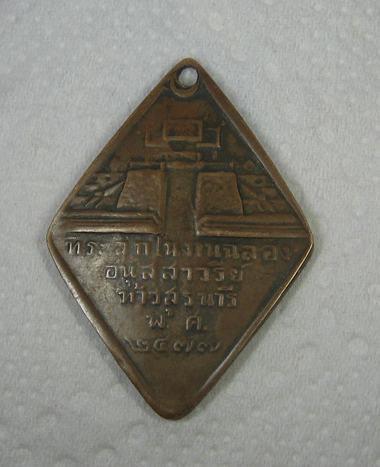 ที่ระลึกในงานฉลอง
อนุสสาวรีย์
ท้าวสุรนารี
พ.ศ.
๒๔๗๗